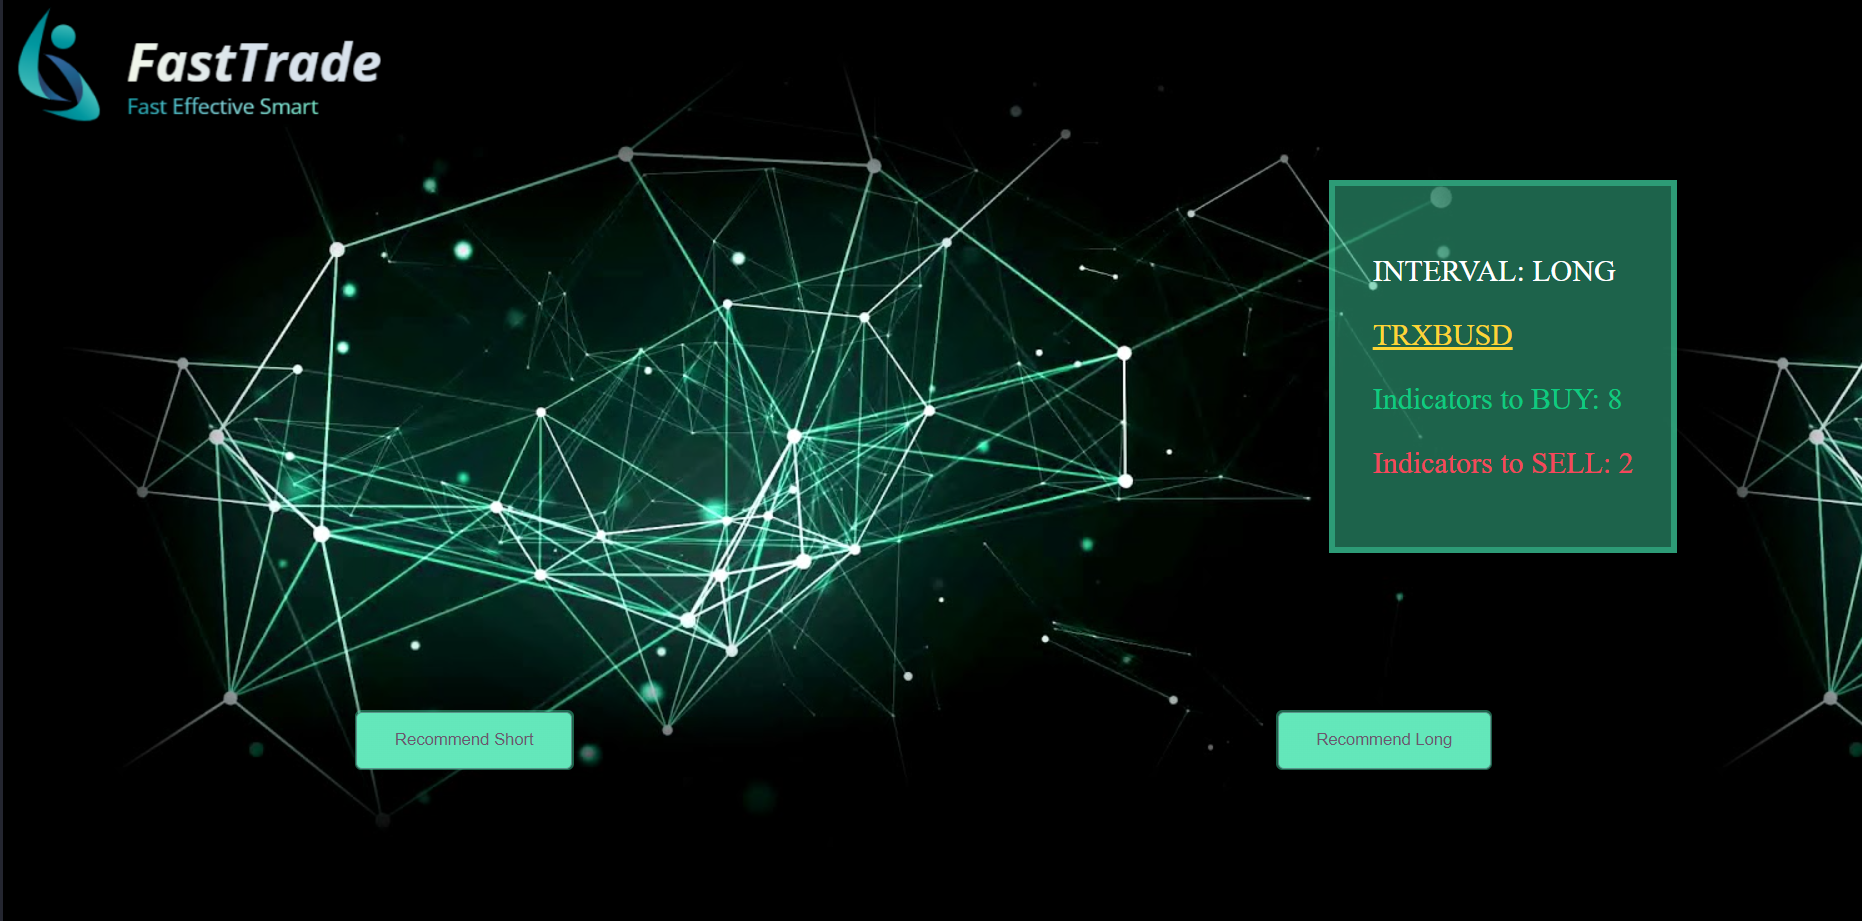 FastTrade
Fast Effective Smart
INTERVAL: LONG
TRXBUSD
Indicators to BUY: 8
Indicators to SELL: 2
Recommend Short
Recommend Long